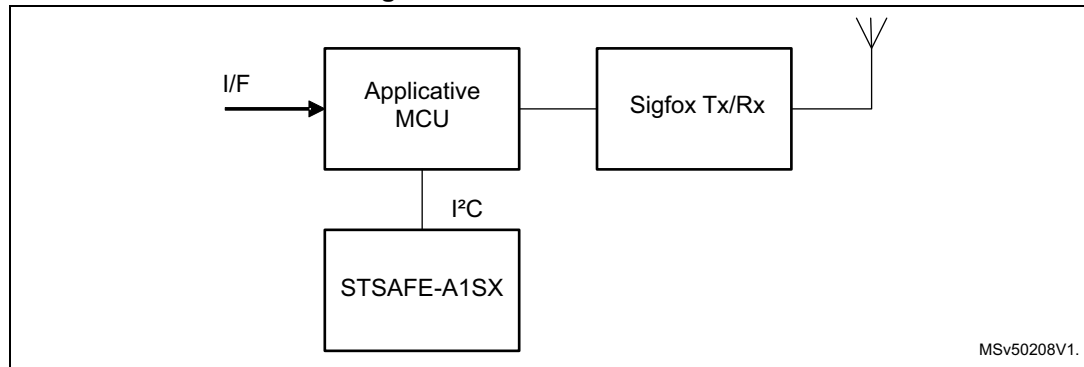 I/F
Applicative
MCU
Sigfox Tx/Rx
I²C
STSAFE-A1SX
MSv50208V1.